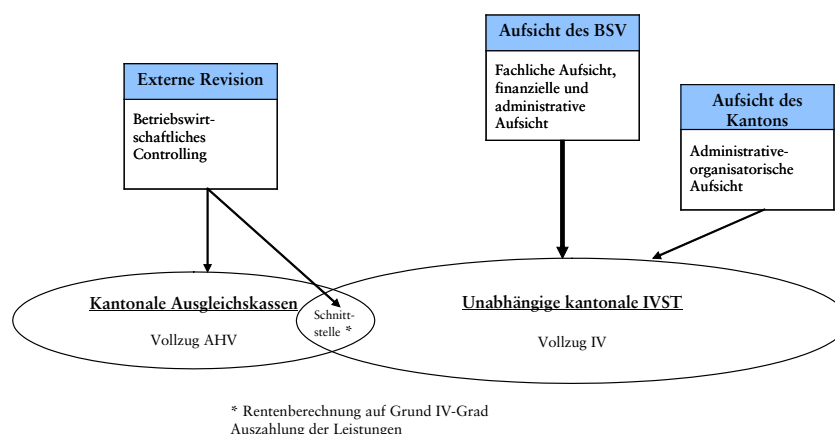 Aufsicht des BSV
Fachliche Aufsicht,
finanzielle und
administrative
Aufsicht
Externe Revision
Betriebswirt-
schaftliches
Controlling
Aufsicht des
Kantons
Administrative-
organisatorische
Aufsicht
Kantonale Ausgleichskassen
Vollzug AHV
Schnitt-
stelle *
Unabhängige kantonale IVST
Vollzug IV
* Rentenberechnung auf Grund IV-Grad
Auszahlung der Leistungen